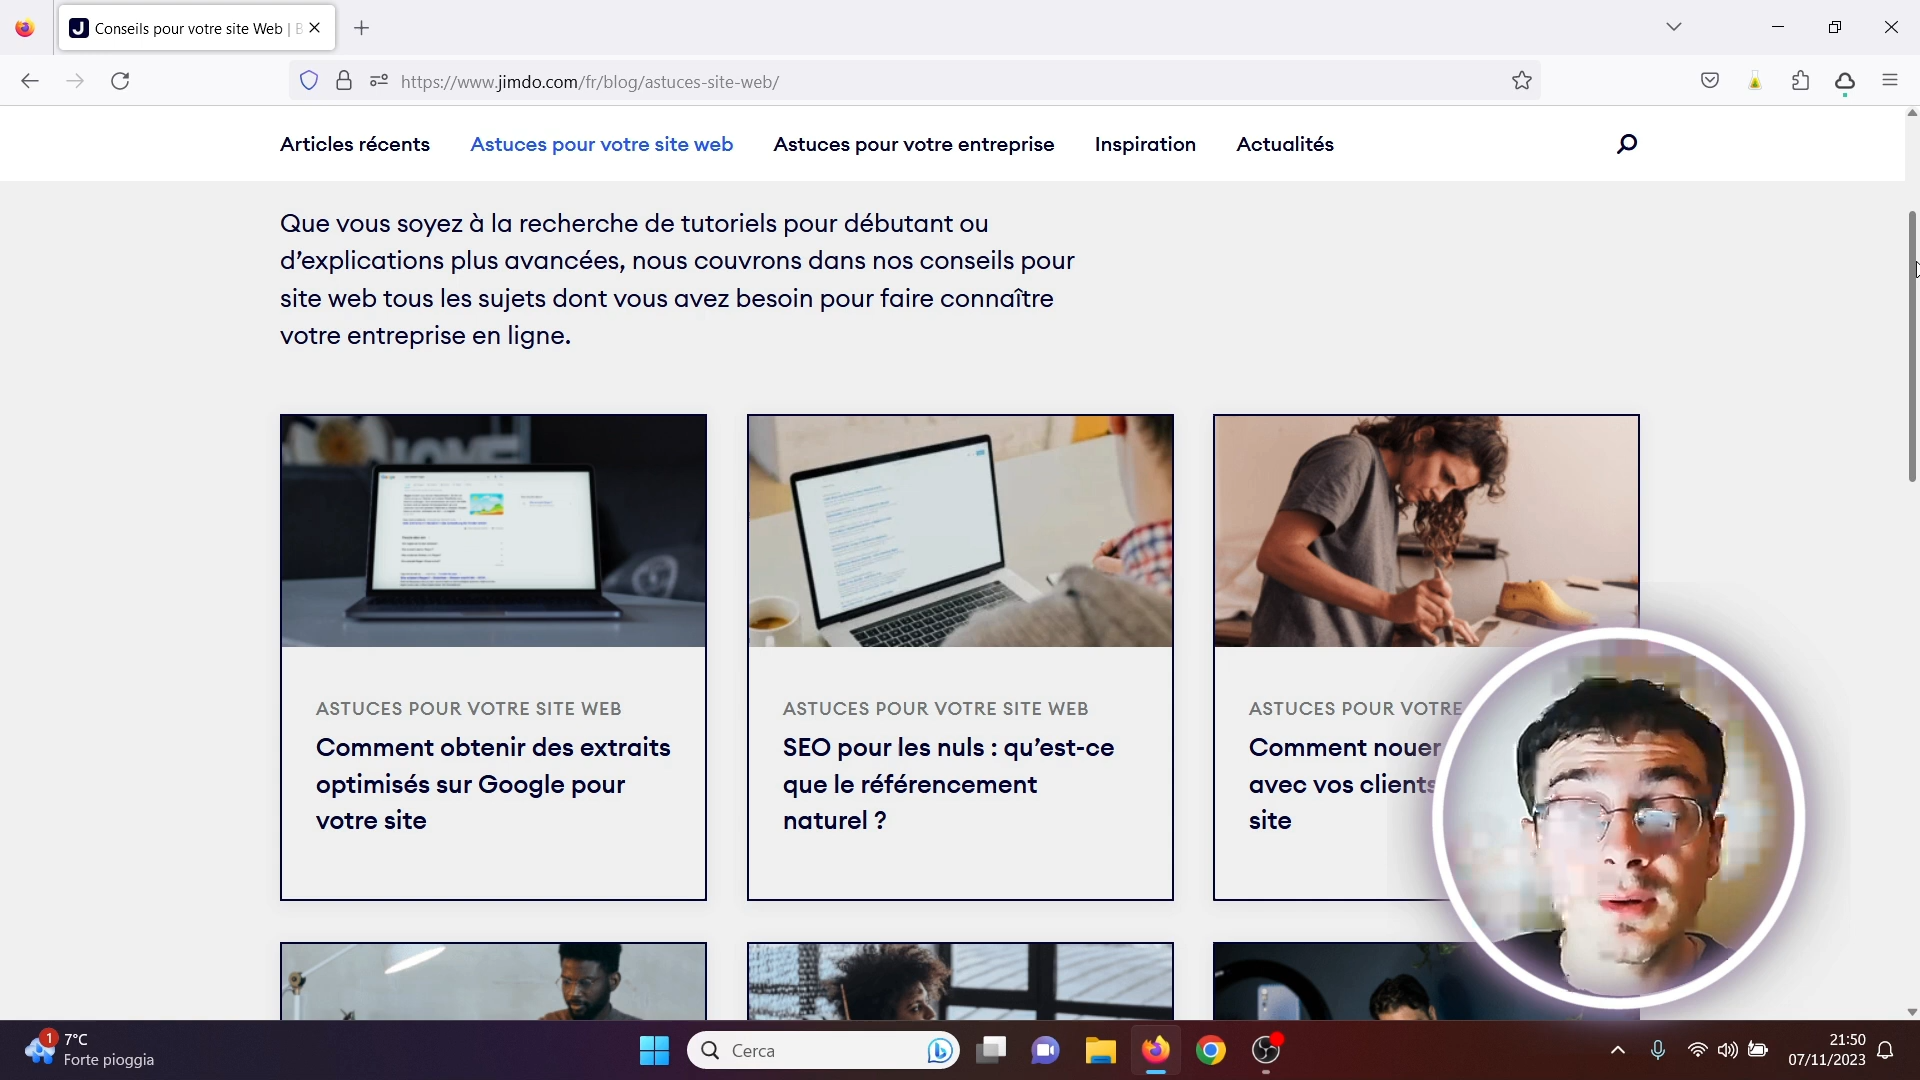 Conseils pour votre site Web | B
https://www.jimdo.com/fr/blog/astuces-site-web/
Articles récents
Astuces pour votre site web
Astuces pour votre entreprise
Inspiration
Actualités
Que vous soyez à la recherche de tutoriels pour débutant ou
d’explications plus avancées, nous couvrons dans nos conseils pour
site web tous les sujets dont vous avez besoin pour faire connaître
votre entreprise en ligne.
ASTUCES POUR VOTRE SITE WEB
Comment obtenir des extraits
optimisés sur Google pour
votre site
ASTUCES POUR VOTRE SITE WEB
SEO pour les nuls : qu’est-ce
que le référencement
naturel ?
ASTUCES POUR VOTRE
Comment nouer
avec vos clients
site
1
7°C
Forte pioggia
Cerca
21:50
07/11/2023